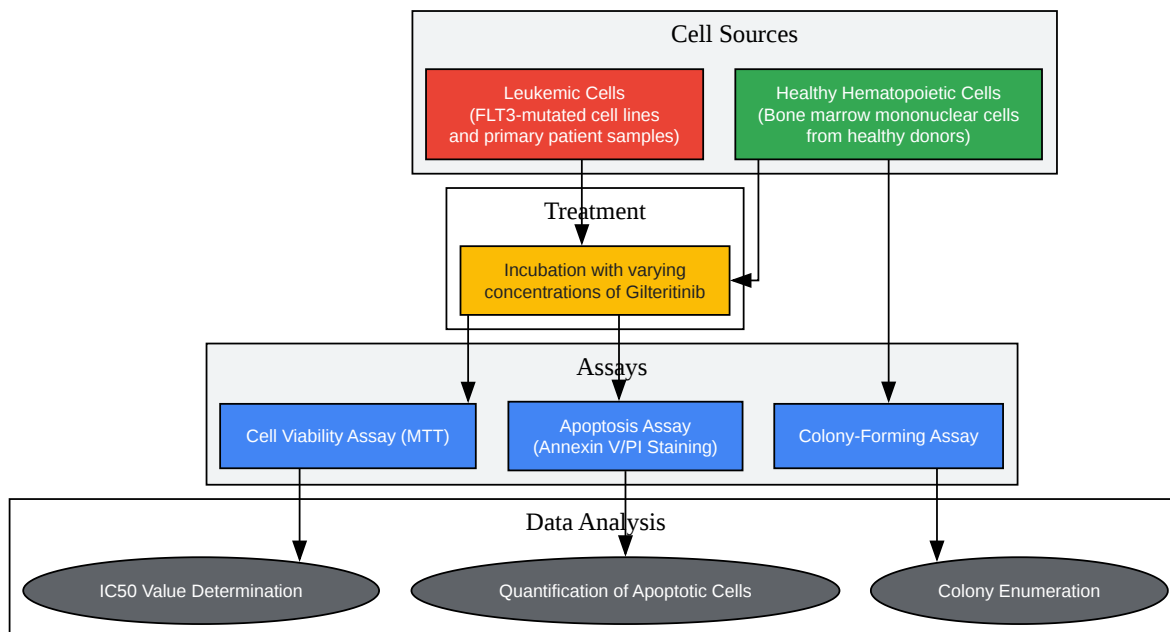 Cell Sources
Leukemic Cells
(FLT3-mutated cell lines
and primary patient samples)
Healthy Hematopoietic Cells
(Bone marrow mononuclear cells
from healthy donors)
Treatment
Incubation with varying
concentrations of Gilteritinib
Assays
Cell Viability Assay (MTT)
Apoptosis Assay
(Annexin V/PI Staining)
Colony-Forming Assay
Data Analysis
IC50 Value Determination
Quantification of Apoptotic Cells
Colony Enumeration